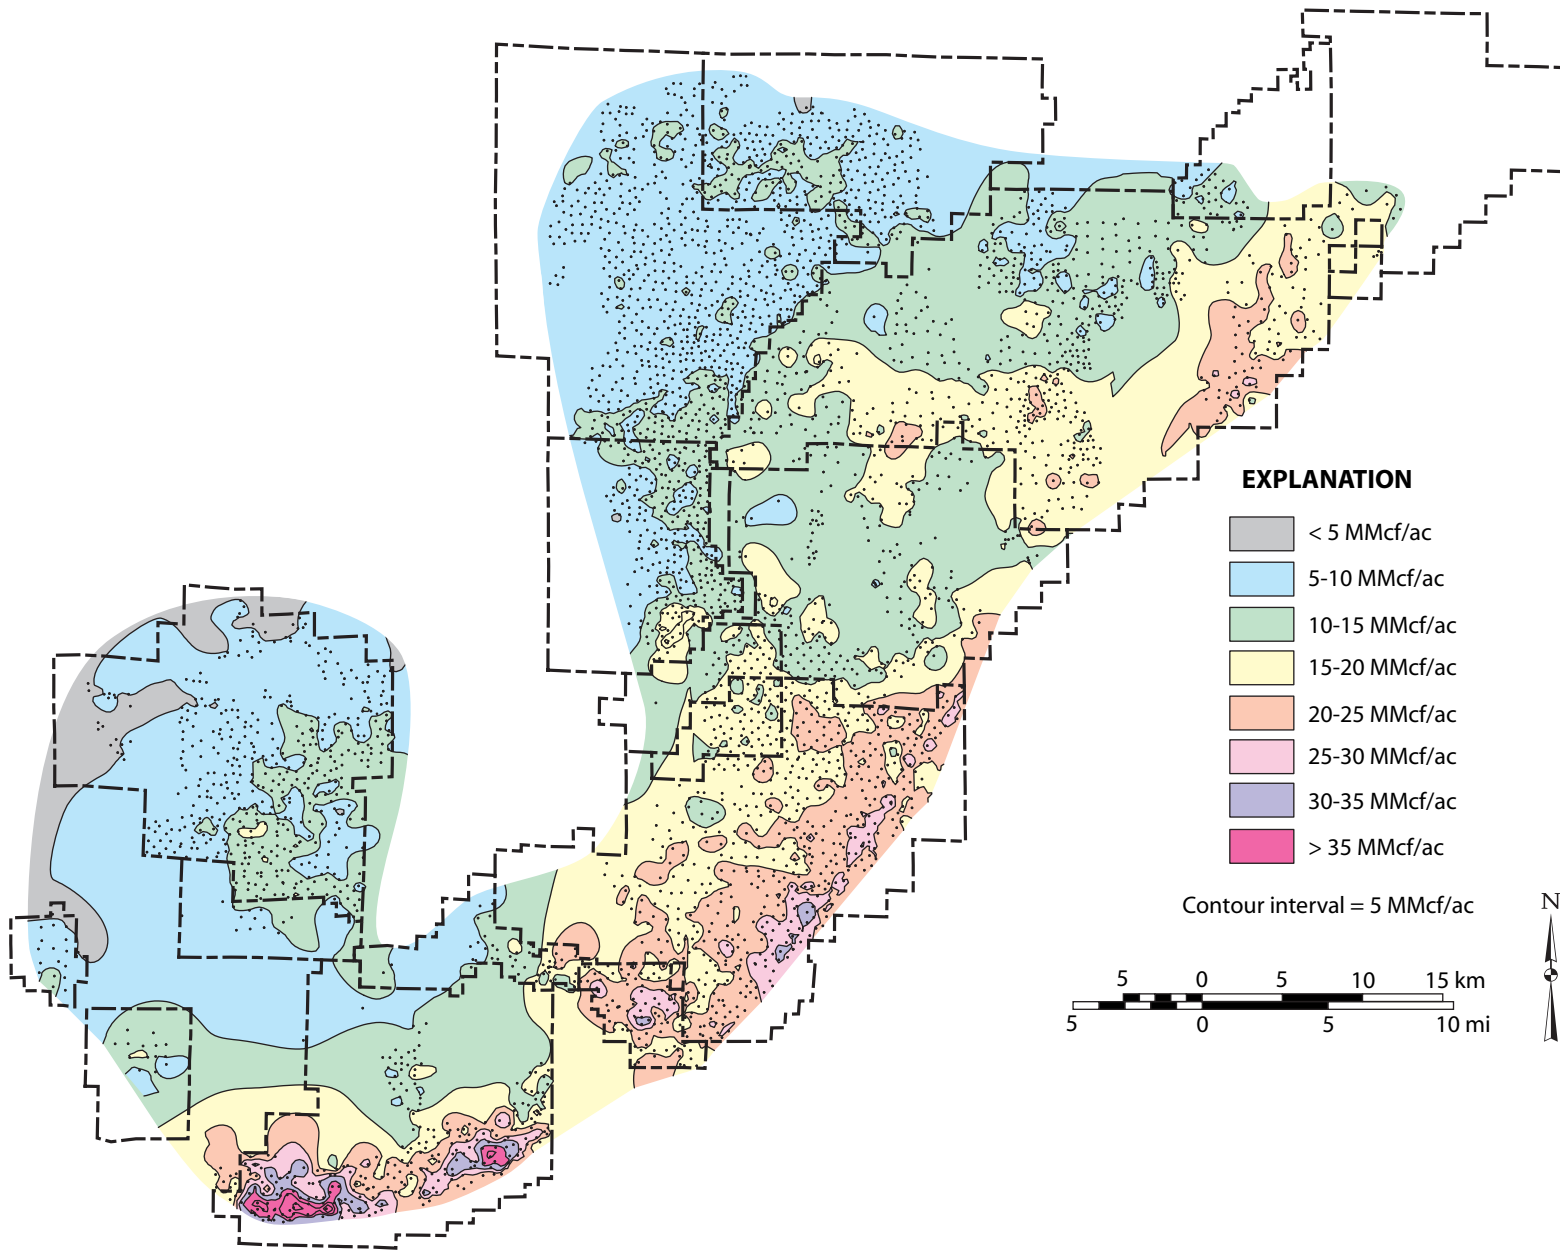 EXPLANATION
< 5 MMcf/ac
5-10 MMcf/ac
10-15 MMcf/ac
15-20 MMcf/ac
20-25 MMcf/ac
25-30 MMcf/ac
30-35 MMcf/ac
> 35 MMcf/ac
Contour interval = 5 MMcf/ac
N
5 0 5 10 15 km
5 0 5 10 mi